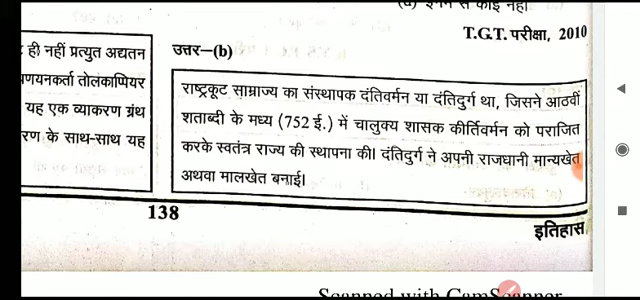 (d) इनमें से कोई नहीं
T.G.T. परीक्षा, 2010
ही नहीं प्रत्युत अद्यतन
तोलकाप्पियर
यह एक व्याकरण ग्रंथ
के साथ-साथ यह
उत्तर—(b)
राष्ट्रकूट साम्राज्य का संस्थापक दंतिवर्मन या दंतिदुर्ग था, जिसने आठवीं
शताब्दी के मध्य (752 ई.) में चालुक्य शासक कीर्तिवर्मन को पराजित
करके स्वतंत्र राज्य की स्थापना की। दंतिदुर्ग ने अपनी राजधानी मान्यखेत
अथवा मालखेत बनाई।
138
इतिहास
Scanned with CamScanner